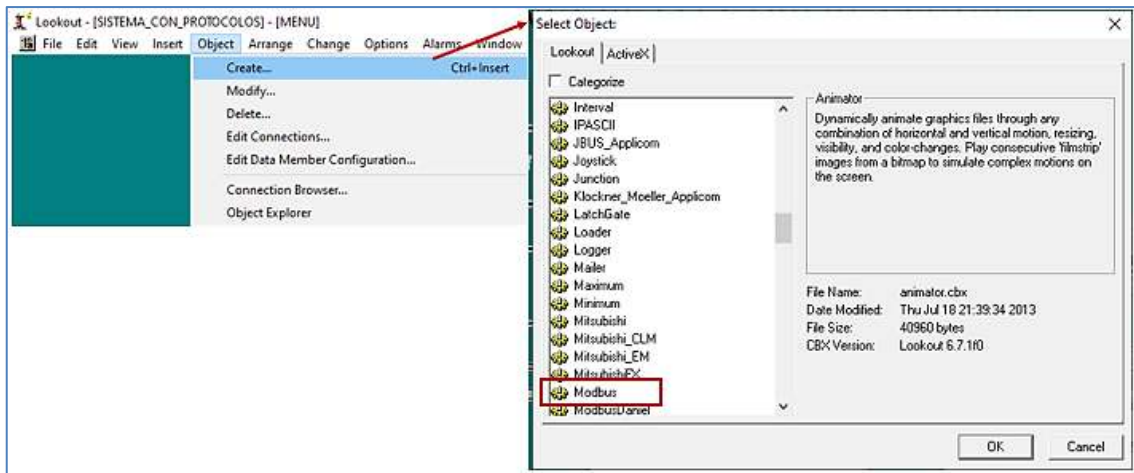 Lookout - [SISTEMA_CON_PROTOCOLOS] - [MENU]
File Edit View Insert Object Arrange Change Options Alarms Window
Create... Ctrl+Insert
Modify...
Delete...
Edit Connections...
Edit Data Member Configuration...
Connection Browser...
Object Explorer
Select Object:
Lookout ActiveX
Categorize
Interval
IPASCII
JBUS_Applicom
Joystick
Junction
Klockner_Moeller_Applicom
LatchGate
Loader
Logger
Mailer
Maximum
Minimum
Mitsubishi
Mitsubishi_CLM
Mitsubishi_EM
MitsubishiFX
Modbus
ModbusDaniel
Animator
Dynamically animate graphics files through any
combination of horizontal and vertical motion, resizing,
visibility, and color-changes. Play consecutive 'filmstrip'
images from a bitmap to simulate complex motions on
the screen.
File Name: animator.cbx
Date Modified: Thu Jul 18 21:39:34 2013
File Size: 40960 bytes
CBX Version: Lookout 6.7.1f0
OK Cancel